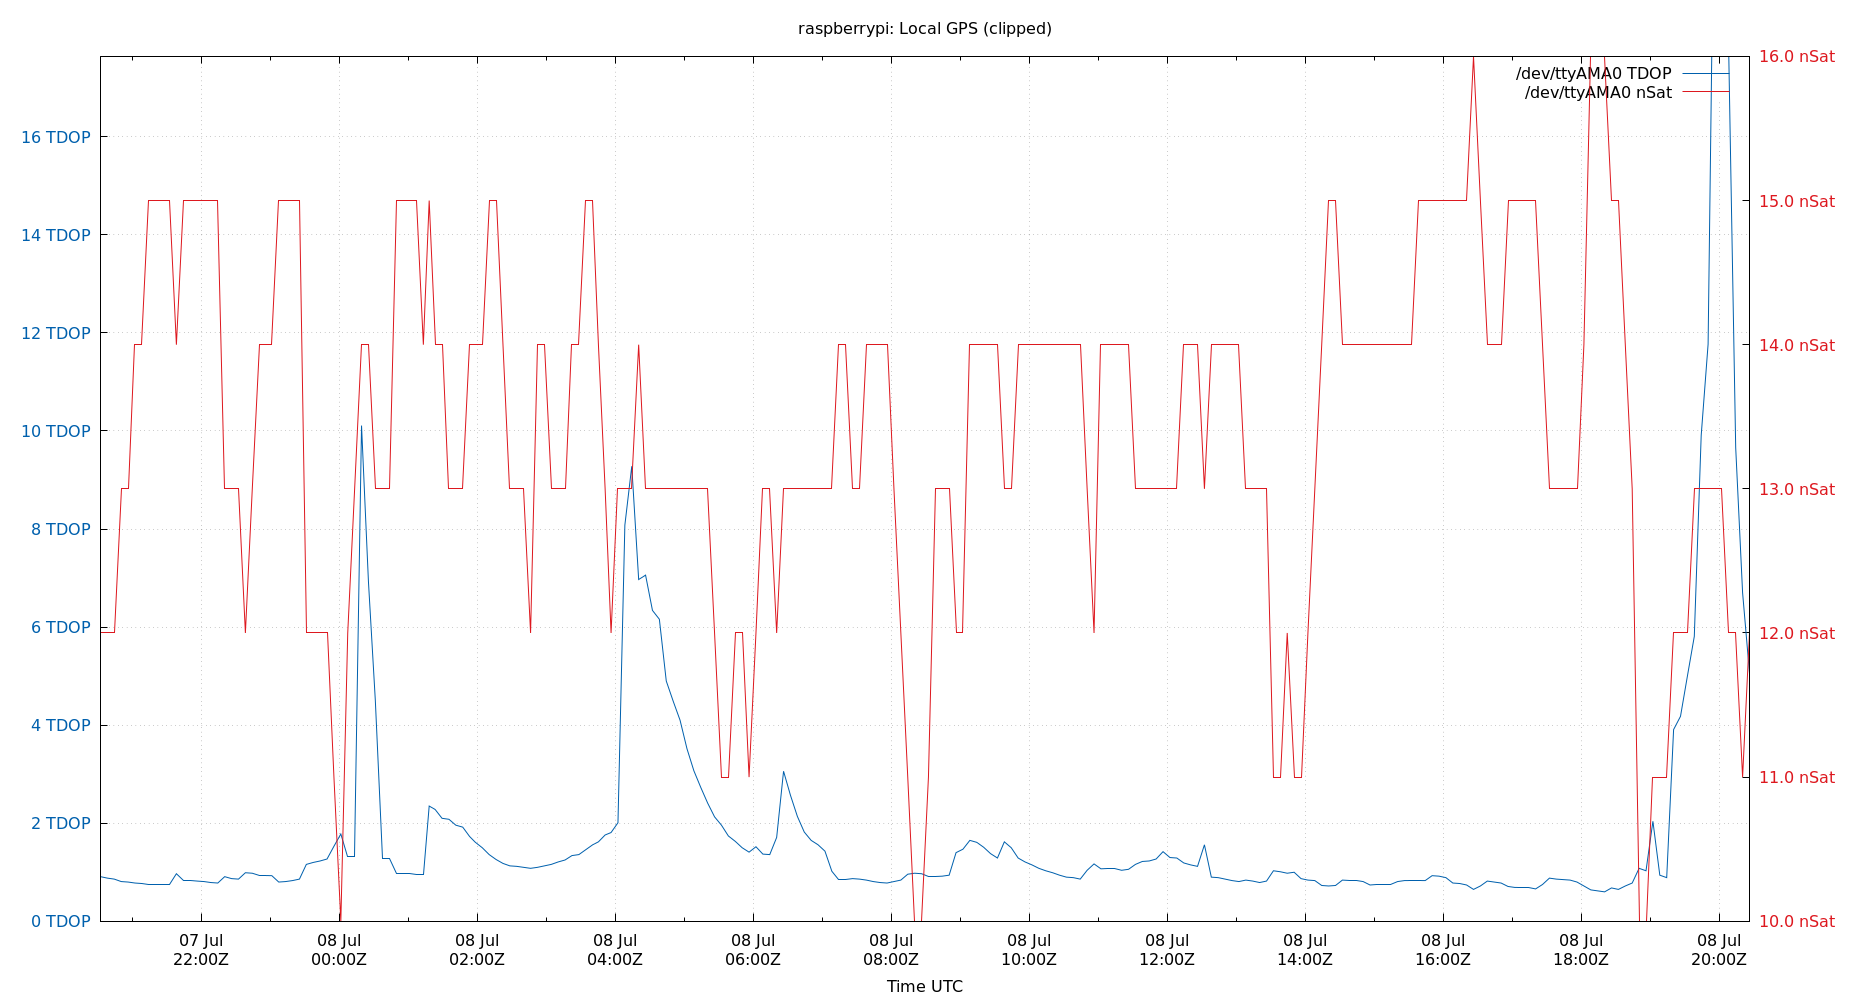 raspberrypi: Local GPS (clipped)
16.0 nSat
/dev/ttyAMA0 TDOP
/dev/ttyAMA0 nSat
16 TDOP
15.0 nSat
14 TDOP
12 TDOP
14.0 nSat
10 TDOP
13.0 nSat
8 TDOP
6 TDOP
12.0 nSat
4 TDOP
11.0 nSat
2 TDOP
0 TDOP
10.0 nSat
07 Jul 08 Jul 08 Jul 08 Jul 08 Jul 08 Jul 08 Jul 08 Jul 08 Jul 08 Jul 08 Jul 08 Jul
22:00Z 00:00Z 02:00Z 04:00Z 06:00Z 08:00Z 10:00Z 12:00Z 14:00Z 16:00Z 18:00Z 20:00Z
Time UTC